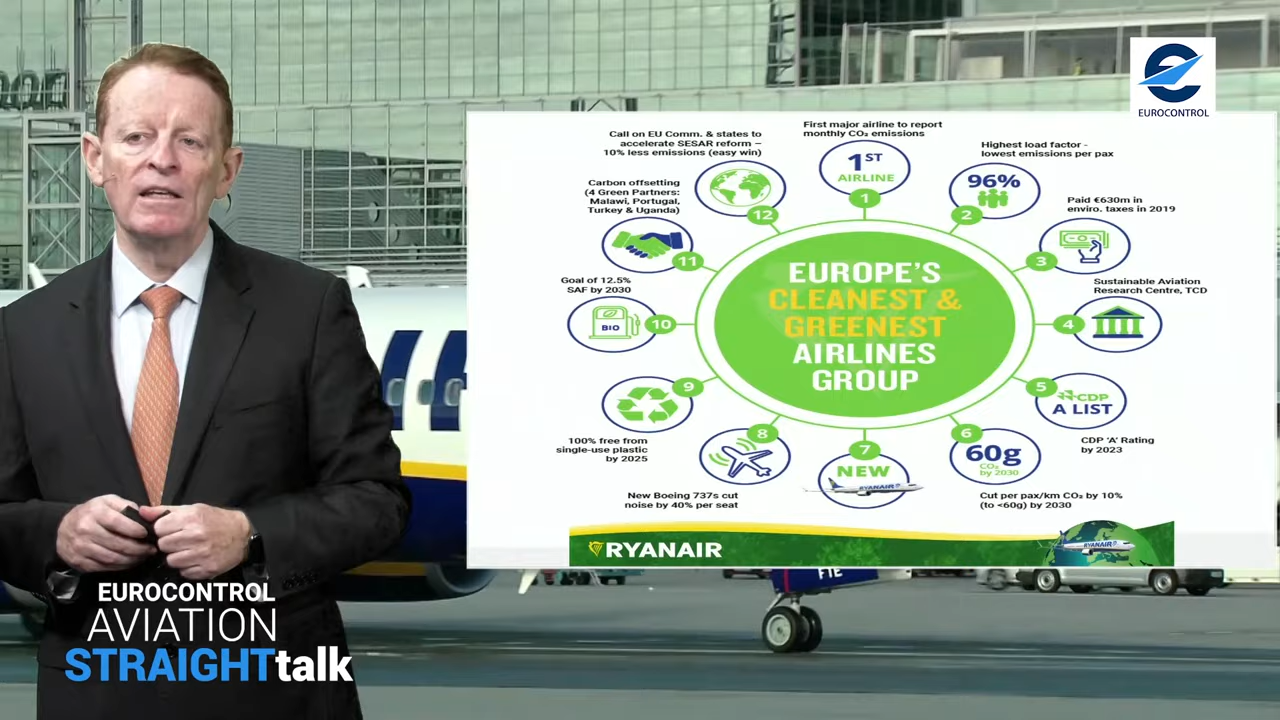 EUROCONTROL
First major airline to report
monthly CO₂ emissions
1ST
AIRLINE
1
Highest load factor -
lowest emissions per pax
96%
2
Paid €630m in
enviro. taxes in 2019
3
Sustainable Aviation
Research Centre, TCD
4
CDP
A LIST
5
CDP 'A' Rating
by 2023
60g
CO₂
by 2030
6
Cut per pax/km CO₂ by 10%
(to <60g) by 2030
7
NEW
RYANAIR
8
New Boeing 737s cut
noise by 40% per seat
9
100% free from
single-use plastic
by 2025
Goal of 12.5%
SAF by 2030
BIO
10
Carbon offsetting
(4 Green Partners:
Malawi, Portugal,
Turkey & Uganda)
11
Call on EU Comm. & states to
accelerate SESAR reform –
10% less emissions (easy win)
12
EUROPE'S
CLEANEST &
GREENEST
AIRLINES
GROUP
RYANAIR
RYANAIR
FTE
EUROCONTROL
AVIATION
STRAIGHTtalk